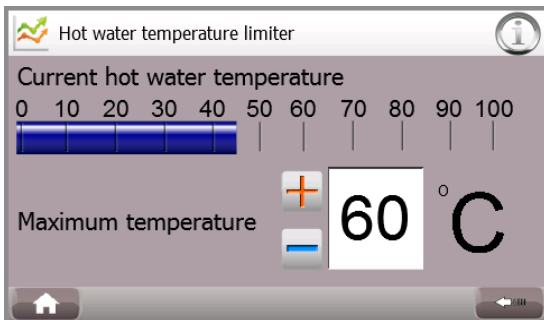 Hot water temperature limiter
Current hot water temperature
0 10 20 30 40 50 60 70 80 90 100
Maximum temperature
60 °C